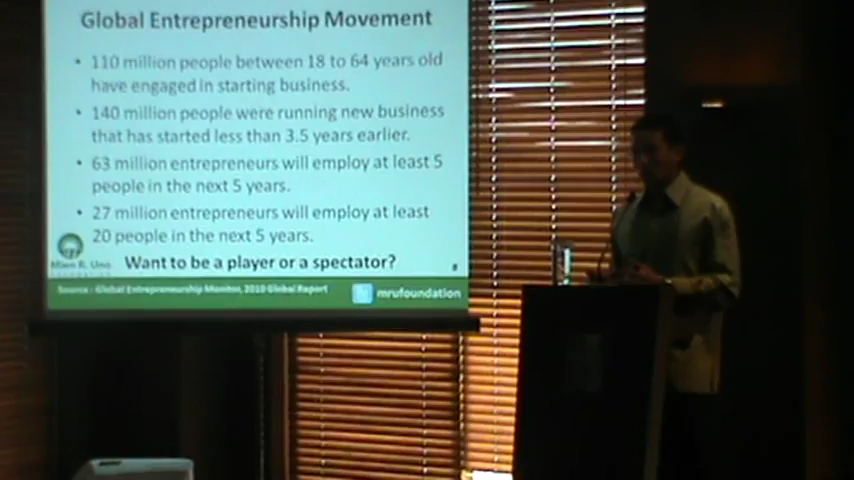 Global Entrepreneurship Movement
• 110 million people between 18 to 64 years old
have engaged in starting business.
• 140 million people were running new business
that has started less than 3.5 years earlier.
• 63 million entrepreneurs will employ at least 5
people in the next 5 years.
• 27 million entrepreneurs will employ at least
20 people in the next 5 years.
Mien R. Uno
Want to be a player or a spectator?
8
Source : Global Entrepreneurship Monitor, 2010 Global Report
mrufoundation